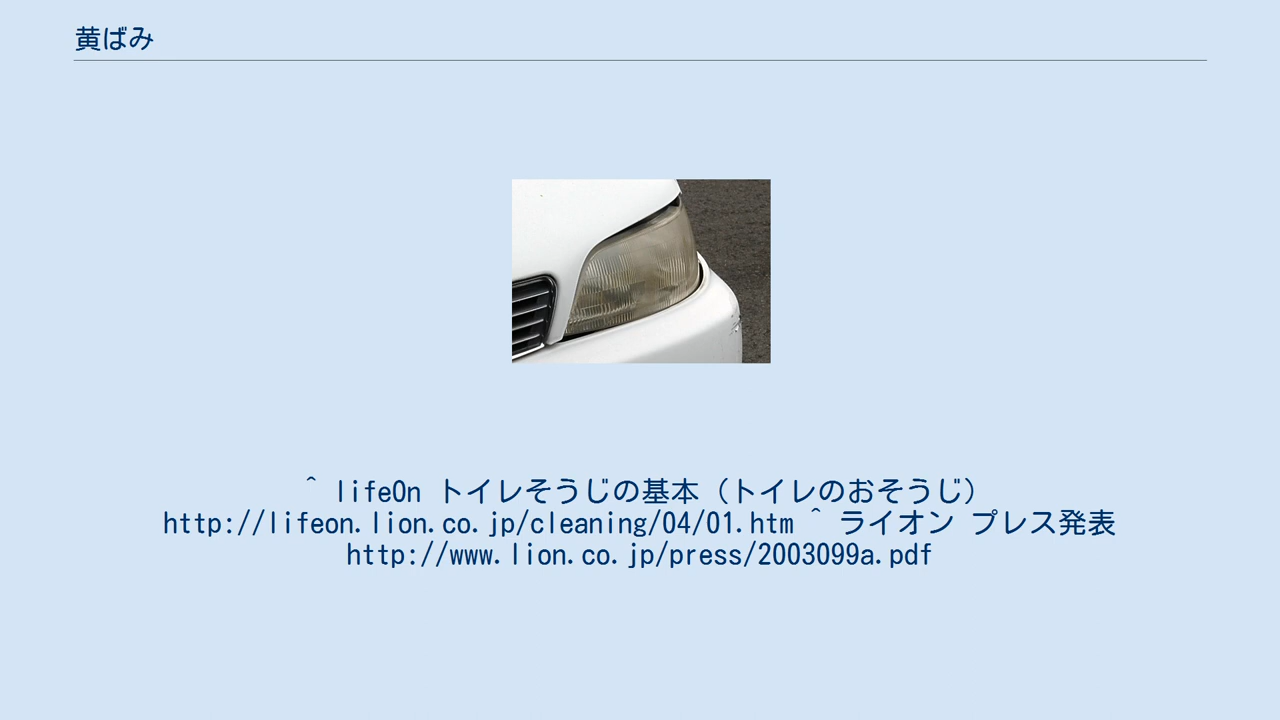 黄ばみ
^ lifeOn トイレそうじの基本（トイレのおそうじ）
http://lifeon.lion.co.jp/cleaning/04/01.htm ^ ライオン プレス発表
http://www.lion.co.jp/press/2003099a.pdf